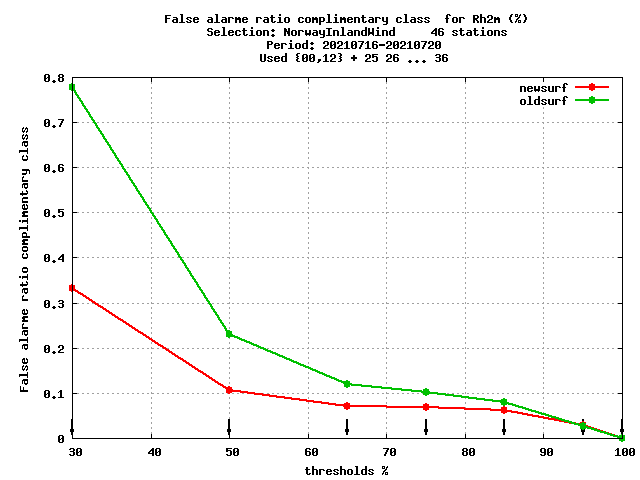 False alarme ratio complimentary class  for Rh2m (%)
Selection: NorwayInlandWind     46 stations
Period: 20210716-20210720
Used {00,12} + 25 26 ... 36
newsurf
oldsurf
False alarme ratio complimentary class
0.8
0.7
0.6
0.5
0.4
0.3
0.2
0.1
0
30 40 50 60 70 80 90 100
thresholds %